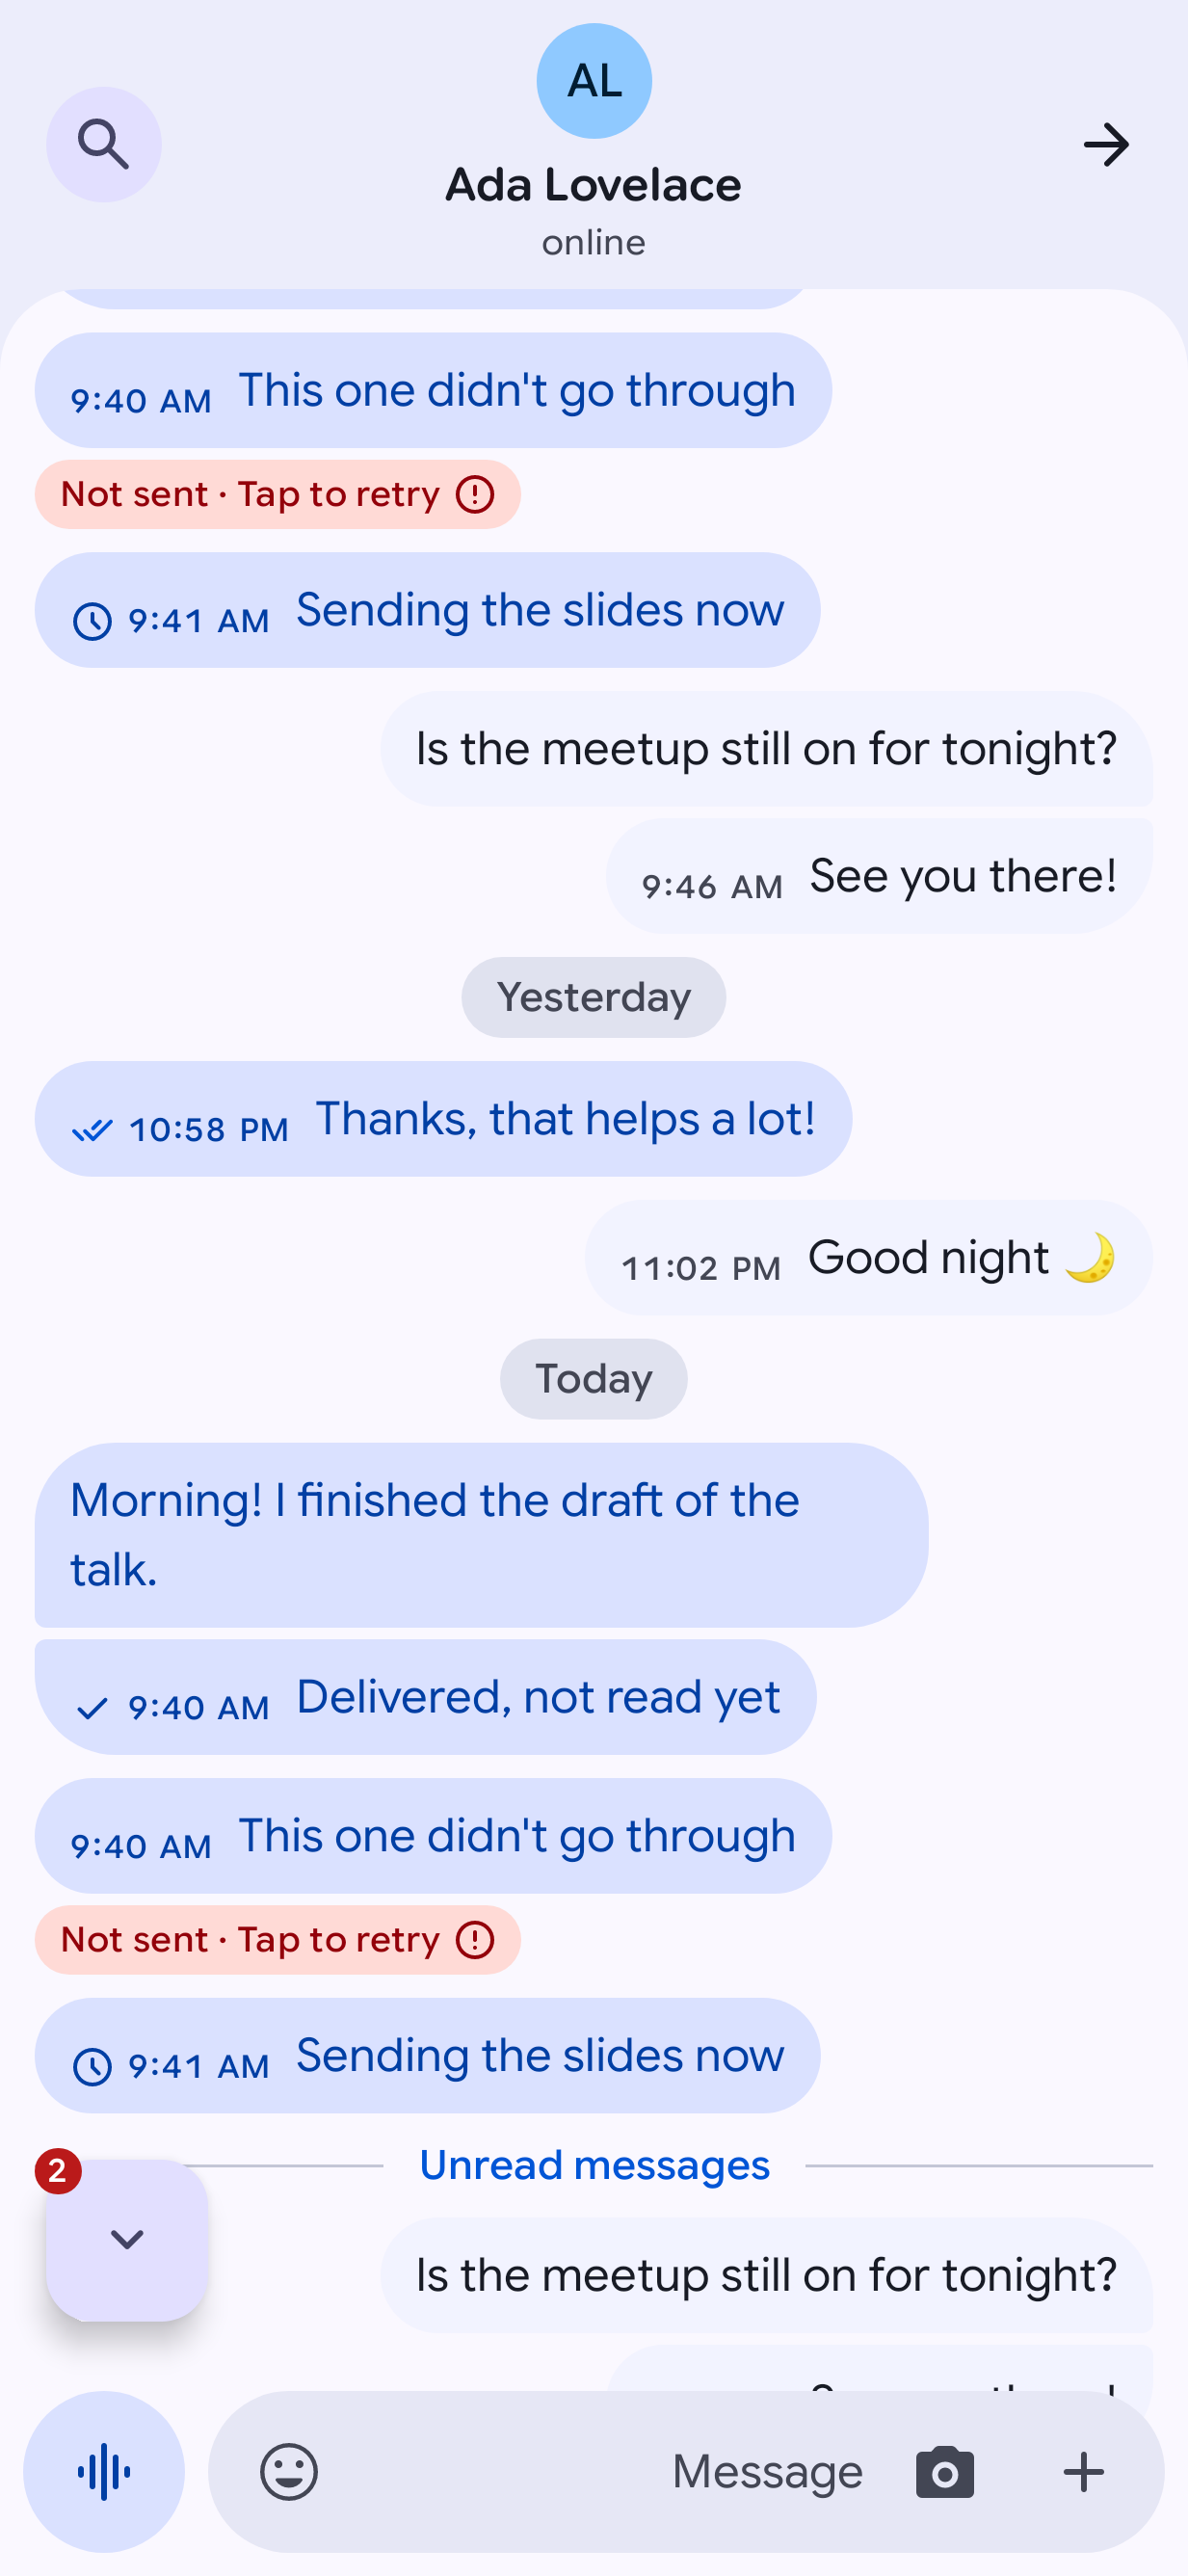 AL
Ada Lovelace
online
9:40 AM This one didn't go through
Not sent · Tap to retry
9:41 AM Sending the slides now
Is the meetup still on for tonight?
9:46 AM See you there!
Yesterday
10:58 PM Thanks, that helps a lot!
11:02 PM Good night 🌙
Today
Morning! I finished the draft of the
talk.
9:40 AM Delivered, not read yet
9:40 AM This one didn't go through
Not sent · Tap to retry
9:41 AM Sending the slides now
Unread messages
2
Is the meetup still on for tonight?
Message